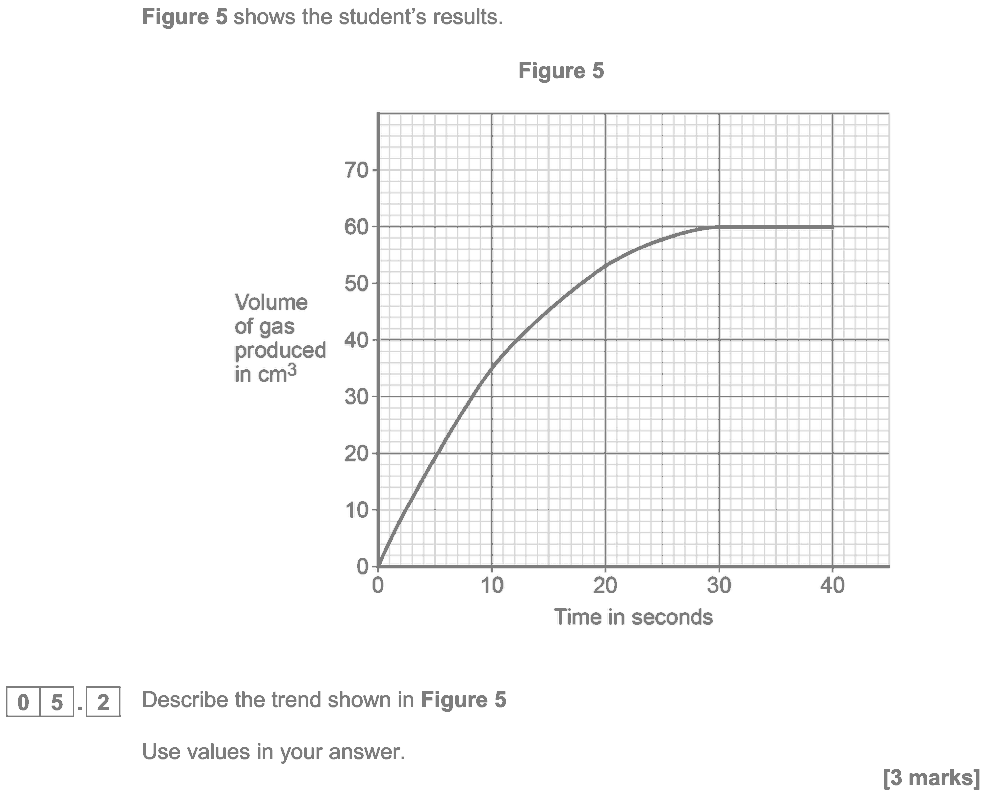 Figure 5 shows the student's results.
Figure 5
70
60
50
40
30
20
10
0
Volume
of gas
produced
in cm³
0 10 20 30 40
Time in seconds
0 5 . 2 Describe the trend shown in Figure 5
Use values in your answer.
[3 marks]